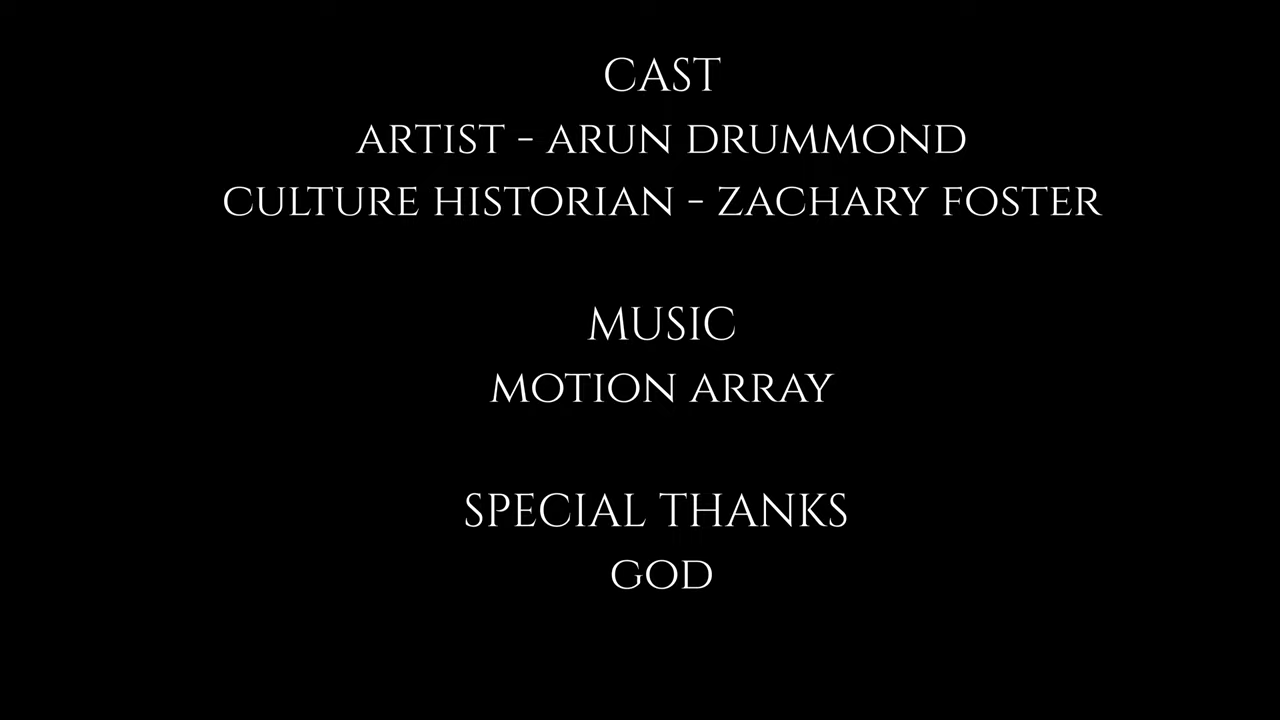 CAST
ARTIST - ARUN DRUMMOND
CULTURE HISTORIAN - ZACHARY FOSTER
MUSIC
MOTION ARRAY
SPECIAL THANKS
GOD